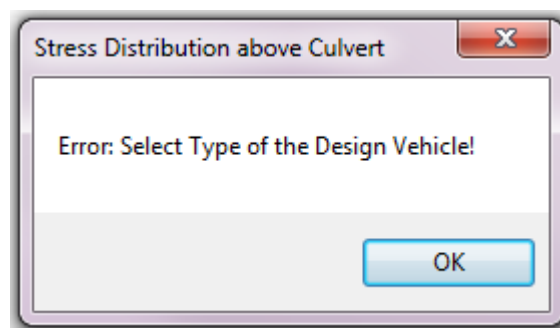 Stress Distribution above Culvert
Error: Select Type of the Design Vehicle!
OK